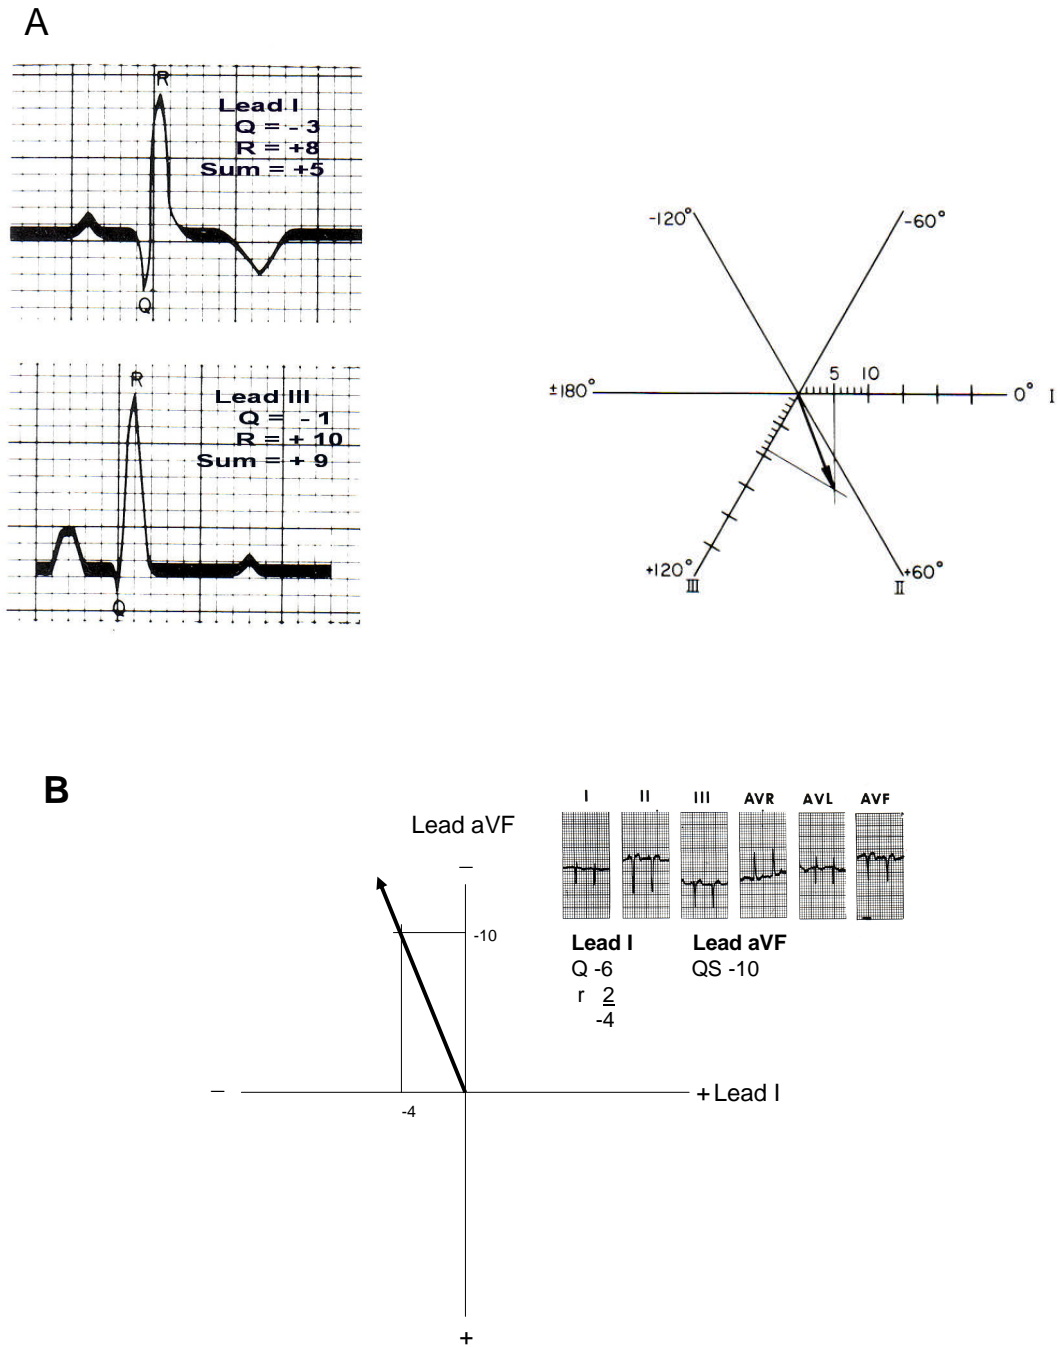 A
R
Lead I
Q = - 3
R = +8
Sum = +5
Q
R
Lead III
Q = - 1
R = + 10
Sum = + 9
Q
-120°
-60°
5 10
±180°
0° I
+120°
III
+60°
II
B
I II III AVR AVL AVF
Lead aVF
−
-10
Lead I
Q -6
r 2
-4
Lead aVF
QS -10
−
+ Lead I
-4
+